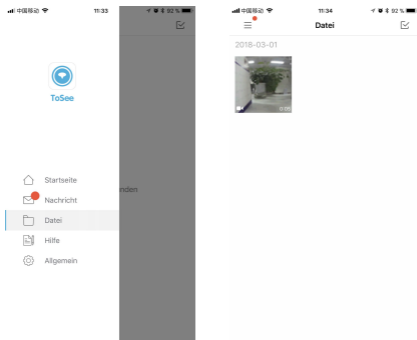 中国移动 11:33 92 %
ToSee
Startseite
Nachricht
Datei
Hilfe
Allgemein
nden
中国移动 11:34 92 %
Datei
2018-03-01